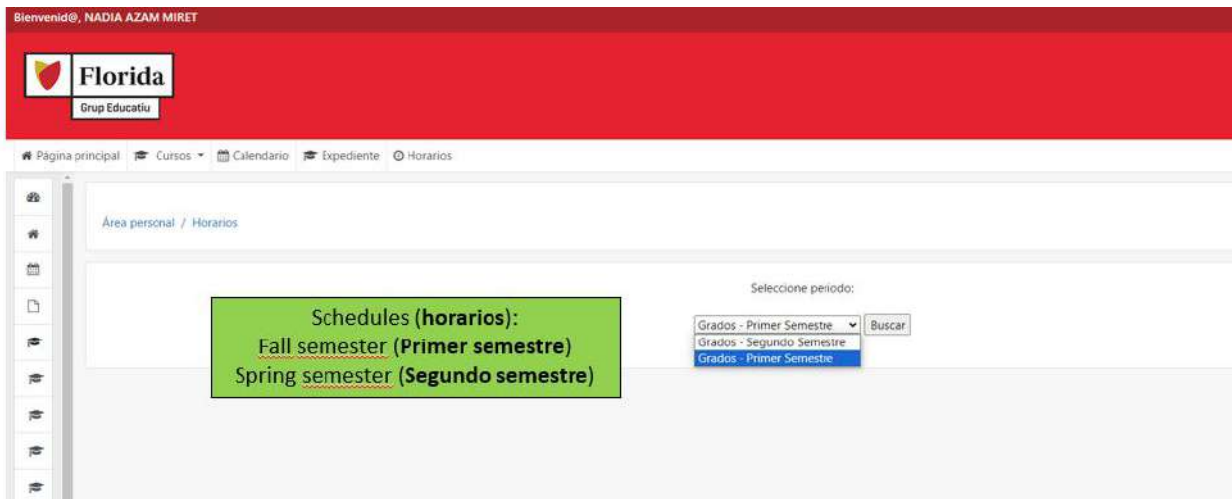 Bienvenid@, NADIA AZAM MIRET
Florida
Grup Educatiu
Página principal Cursos Calendario Expediente Horarios
Área personal / Horarios
Seleccione periodo:
Grados - Primer Semestre Buscar
Grados - Segundo Semestre
Grados - Primer Semestre
Schedules (horarios):
Fall semester (Primer semestre)
Spring semester (Segundo semestre)